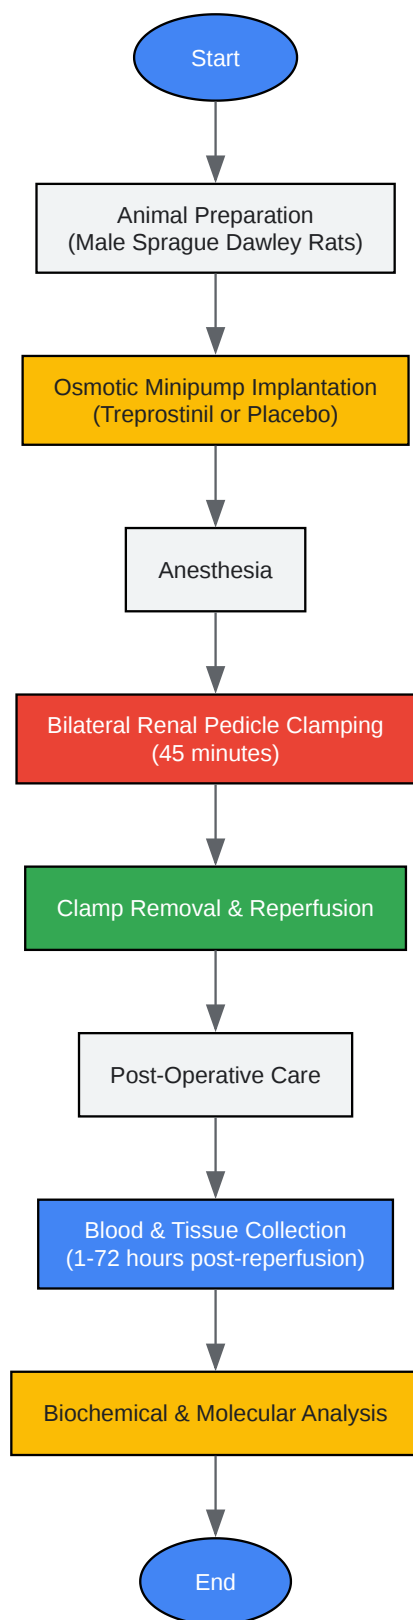 Start
Animal Preparation
(Male Sprague Dawley Rats)
Osmotic Minipump Implantation
(Treprostinil or Placebo)
Anesthesia
Bilateral Renal Pedicle Clamping
(45 minutes)
Clamp Removal & Reperfusion
Post-Operative Care
Blood & Tissue Collection
(1-72 hours post-reperfusion)
Biochemical & Molecular Analysis
End